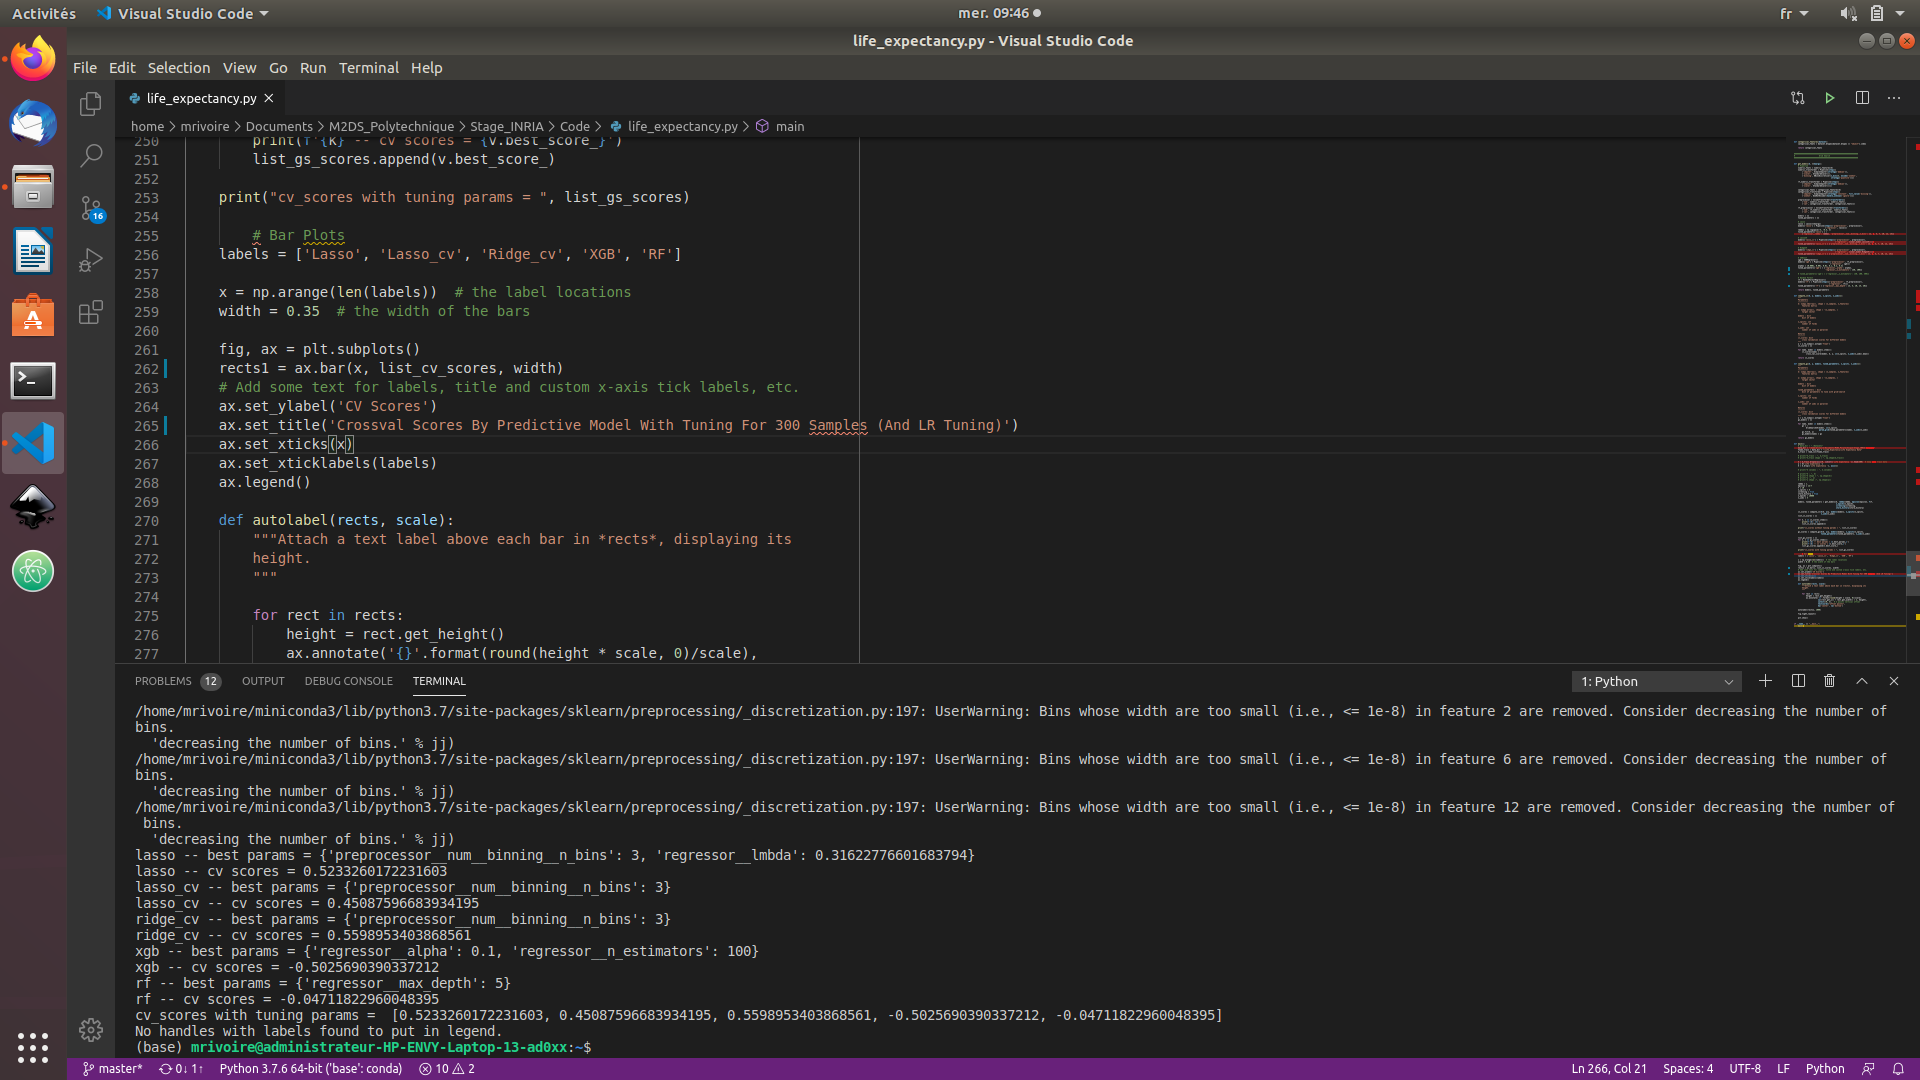 Activités
Visual Studio Code
mer. 09:46
fr
life_expectancy.py - Visual Studio Code
File Edit Selection View Go Run Terminal Help
life_expectancy.py
home > mrivoire > Documents > M2DS_Polytechnique > Stage_INRIA > Code > life_expectancy.py > main
250 print(f'{k} -- cv scores = {v.best_score_}')
251 list_gs_scores.append(v.best_score_)
252
253 print("cv_scores with tuning params = ", list_gs_scores)
254
255 # Bar Plots
256 labels = ['Lasso', 'Lasso_cv', 'Ridge_cv', 'XGB', 'RF']
257
258 x = np.arange(len(labels))  # the label locations
259 width = 0.35  # the width of the bars
260
261 fig, ax = plt.subplots()
262 rects1 = ax.bar(x, list_cv_scores, width)
263 # Add some text for labels, title and custom x-axis tick labels, etc.
264 ax.set_ylabel('CV Scores')
265 ax.set_title('Crossval Scores By Predictive Model With Tuning For 300 Samples (And LR Tuning)')
266 ax.set_xticks(x)
267 ax.set_xticklabels(labels)
268 ax.legend()
269
270 def autolabel(rects, scale):
271 """Attach a text label above each bar in *rects*, displaying its
272 height.
273 """
274
275 for rect in rects:
276 height = rect.get_height()
277 ax.annotate('{}'.format(round(height * scale, 0)/scale),
16
PROBLEMS 12 OUTPUT DEBUG CONSOLE TERMINAL
1: Python
/home/mrivoire/miniconda3/lib/python3.7/site-packages/sklearn/preprocessing/_discretization.py:197: UserWarning: Bins whose width are too small (i.e., <= 1e-8) in feature 2 are removed. Consider decreasing the number of
bins.
'decreasing the number of bins.' % jj)
/home/mrivoire/miniconda3/lib/python3.7/site-packages/sklearn/preprocessing/_discretization.py:197: UserWarning: Bins whose width are too small (i.e., <= 1e-8) in feature 6 are removed. Consider decreasing the number of
bins.
'decreasing the number of bins.' % jj)
/home/mrivoire/miniconda3/lib/python3.7/site-packages/sklearn/preprocessing/_discretization.py:197: UserWarning: Bins whose width are too small (i.e., <= 1e-8) in feature 12 are removed. Consider decreasing the number of
bins.
'decreasing the number of bins.' % jj)
lasso -- best params = {'preprocessor__num__binning__n_bins': 3, 'regressor__lmbda': 0.31622776601683794}
lasso -- cv scores = 0.5233260172231603
lasso_cv -- best params = {'preprocessor__num__binning__n_bins': 3}
lasso_cv -- cv scores = 0.45087596683934195
ridge_cv -- best params = {'preprocessor__num__binning__n_bins': 3}
ridge_cv -- cv scores = 0.5598953403868561
xgb -- best params = {'regressor__alpha': 0.1, 'regressor__n_estimators': 100}
xgb -- cv scores = -0.5025690390337212
rf -- best params = {'regressor__max_depth': 5}
rf -- cv scores = -0.04711822960048395
cv_scores with tuning params =  [0.5233260172231603, 0.45087596683934195, 0.5598953403868561, -0.5025690390337212, -0.04711822960048395]
No handles with labels found to put in legend.
(base) mrivoire@administrateur-HP-ENVY-Laptop-13-ad0xx:~$
master* 0↓ 1↑ Python 3.7.6 64-bit ('base': conda) 10 2
Ln 266, Col 21 Spaces: 4 UTF-8 LF Python